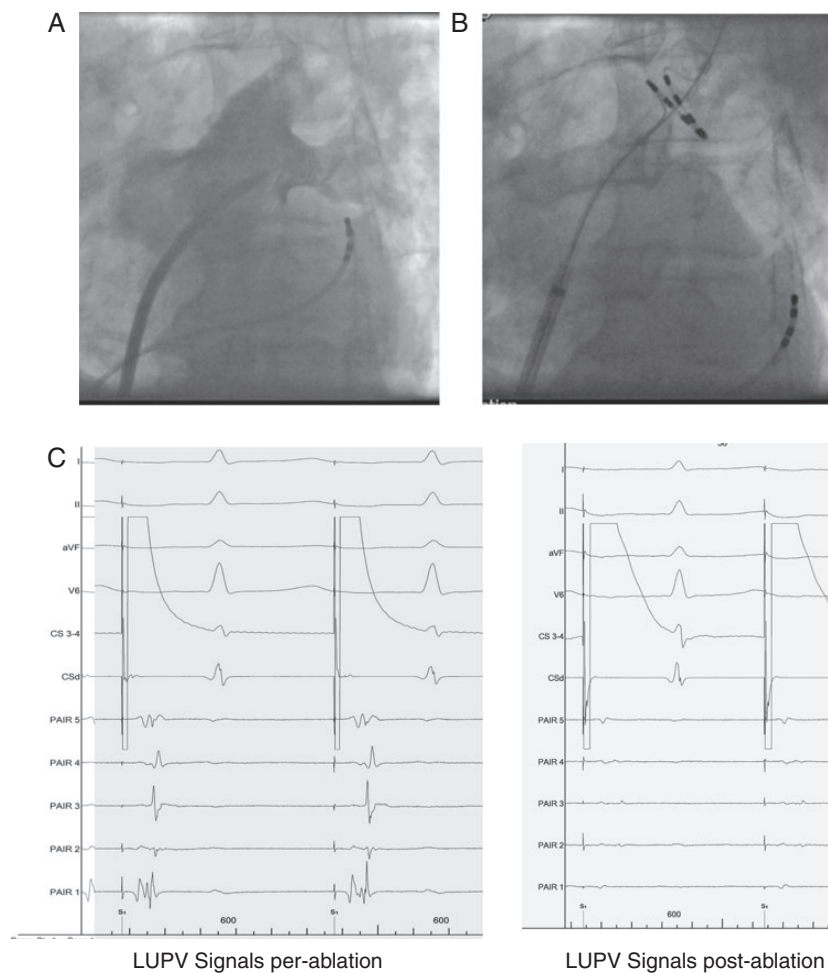 A
B
ction
C
I
II
aVF
V6
CS 3-4
CSd
PAIR 5
PAIR 4
PAIR 3
PAIR 2
PAIR 1
S1
600
S1
600
I
II
aVF
V6
CS 3-4
CSd
PAIR 5
PAIR 4
PAIR 3
PAIR 2
PAIR 1
S1
600
S1
LUPV Signals per-ablation
LUPV Signals post-ablation